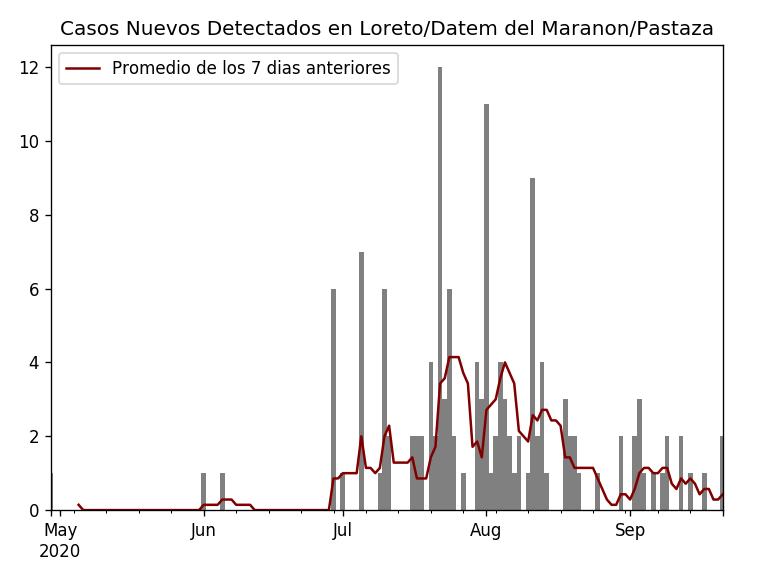 Casos Nuevos Detectados en Loreto/Datem del Maranon/Pastaza
Promedio de los 7 dias anteriores
12
10
8
6
4
2
0
May Jun Jul Aug Sep
2020